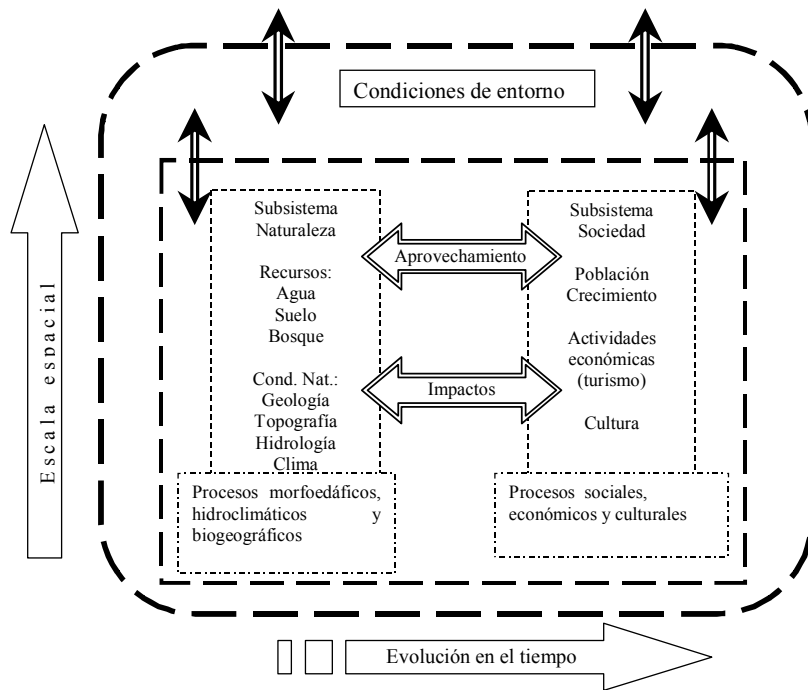 Condiciones de entorno
Escala espacial
Subsistema
Naturaleza
Recursos:
Agua
Suelo
Bosque
Cond. Nat.:
Geología
Topografía
Hidrología
Clima
Procesos morfoedáficos,
hidroclimáticos y
biogeográficos
Aprovechamiento
Impactos
Subsistema
Sociedad
Población
Crecimiento
Actividades
económicas
(turismo)
Cultura
Procesos sociales,
económicos y culturales
Evolución en el tiempo